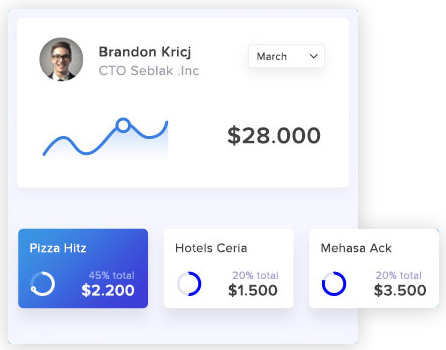 Brandon Kricj
CTO Seblak .Inc
March
$28.000
Pizza Hitz
45% total
$2.200
Hotels Ceria
20% total
$1.500
Mehasa Ack
20% total
$3.500